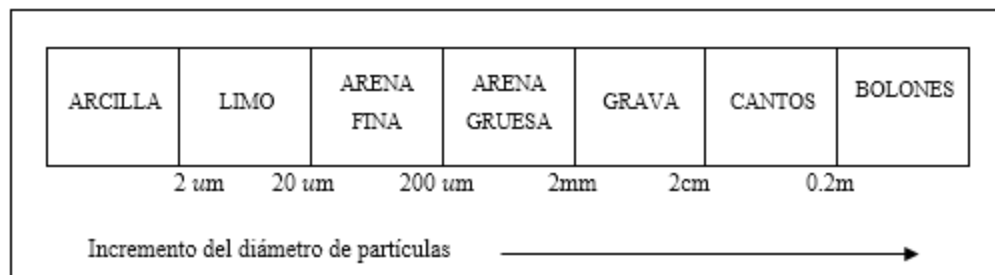 ARCILLA
LIMO
ARENA
FINA
ARENA
GRUESA
GRAVA
CANTOS
BOLONES
2 um
20 um
200 um
2mm
2cm
0.2m
Incremento del diámetro de partículas